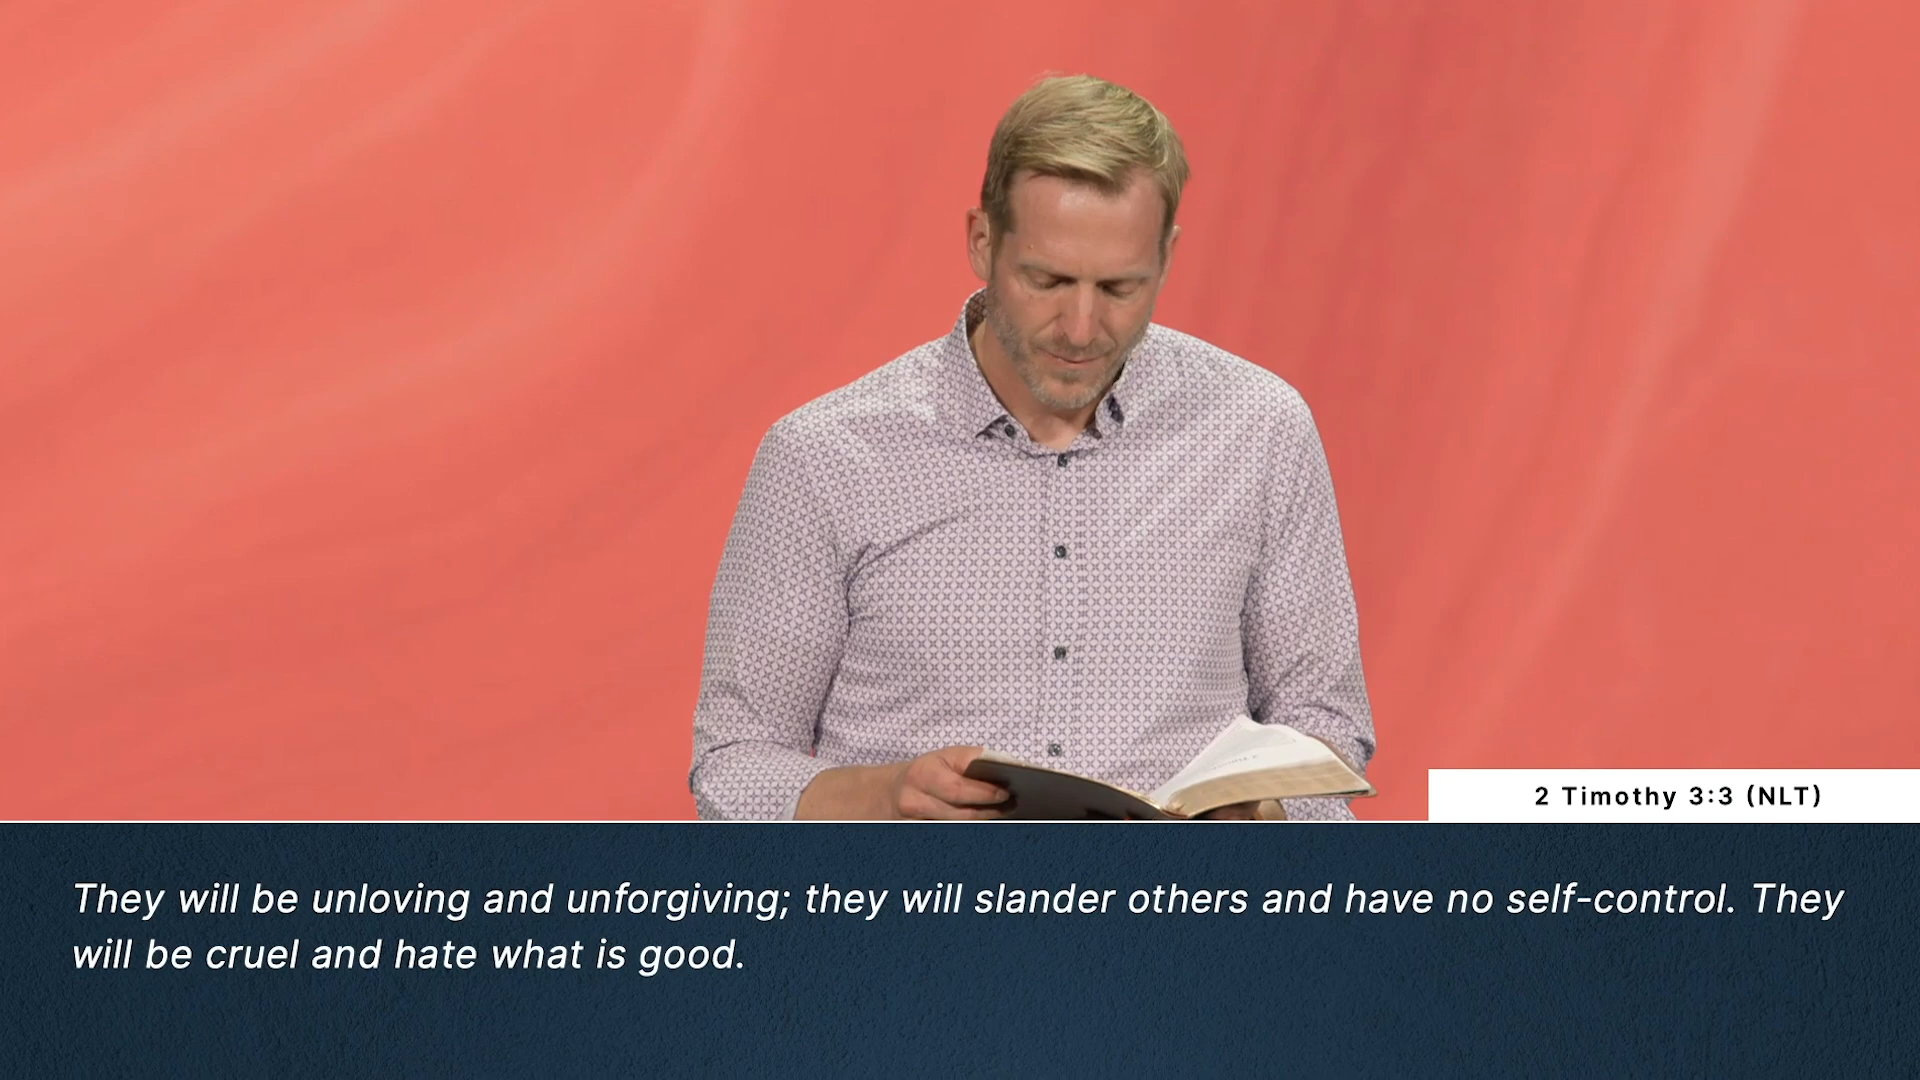 2 Timothy 3:3 (NLT)
They will be unloving and unforgiving; they will slander others and have no self-control. They
will be cruel and hate what is good.